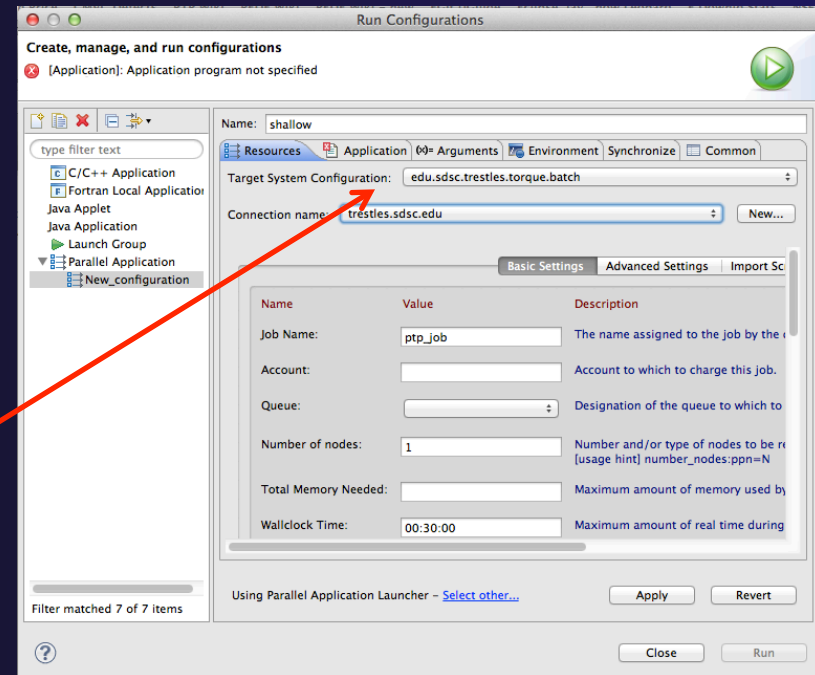 Run Configurations
Create, manage, and run configurations
[Application]: Application program not specified
type filter text
C/C++ Application
Fortran Local Application
Java Applet
Java Application
Launch Group
Parallel Application
New_configuration
Filter matched 7 of 7 items
Name: shallow
Resources Application (x)= Arguments Environment Synchronize Common
Target System Configuration: edu.sdsc.trestles.torque.batch
Connection name: trestles.sdsc.edu New...
Basic Settings Advanced Settings Import Sc
Name Value Description
Job Name: ptp_job The name assigned to the job by the
Account: Account to which to charge this job.
Queue: Designation of the queue to which to
Number of nodes: 1 Number and/or type of nodes to be re
[usage hint] number_nodes:ppn=N
Total Memory Needed: Maximum amount of memory used by
Wallclock Time: 00:30:00 Maximum amount of real time during
Using Parallel Application Launcher – Select other... Apply Revert
? Close Run